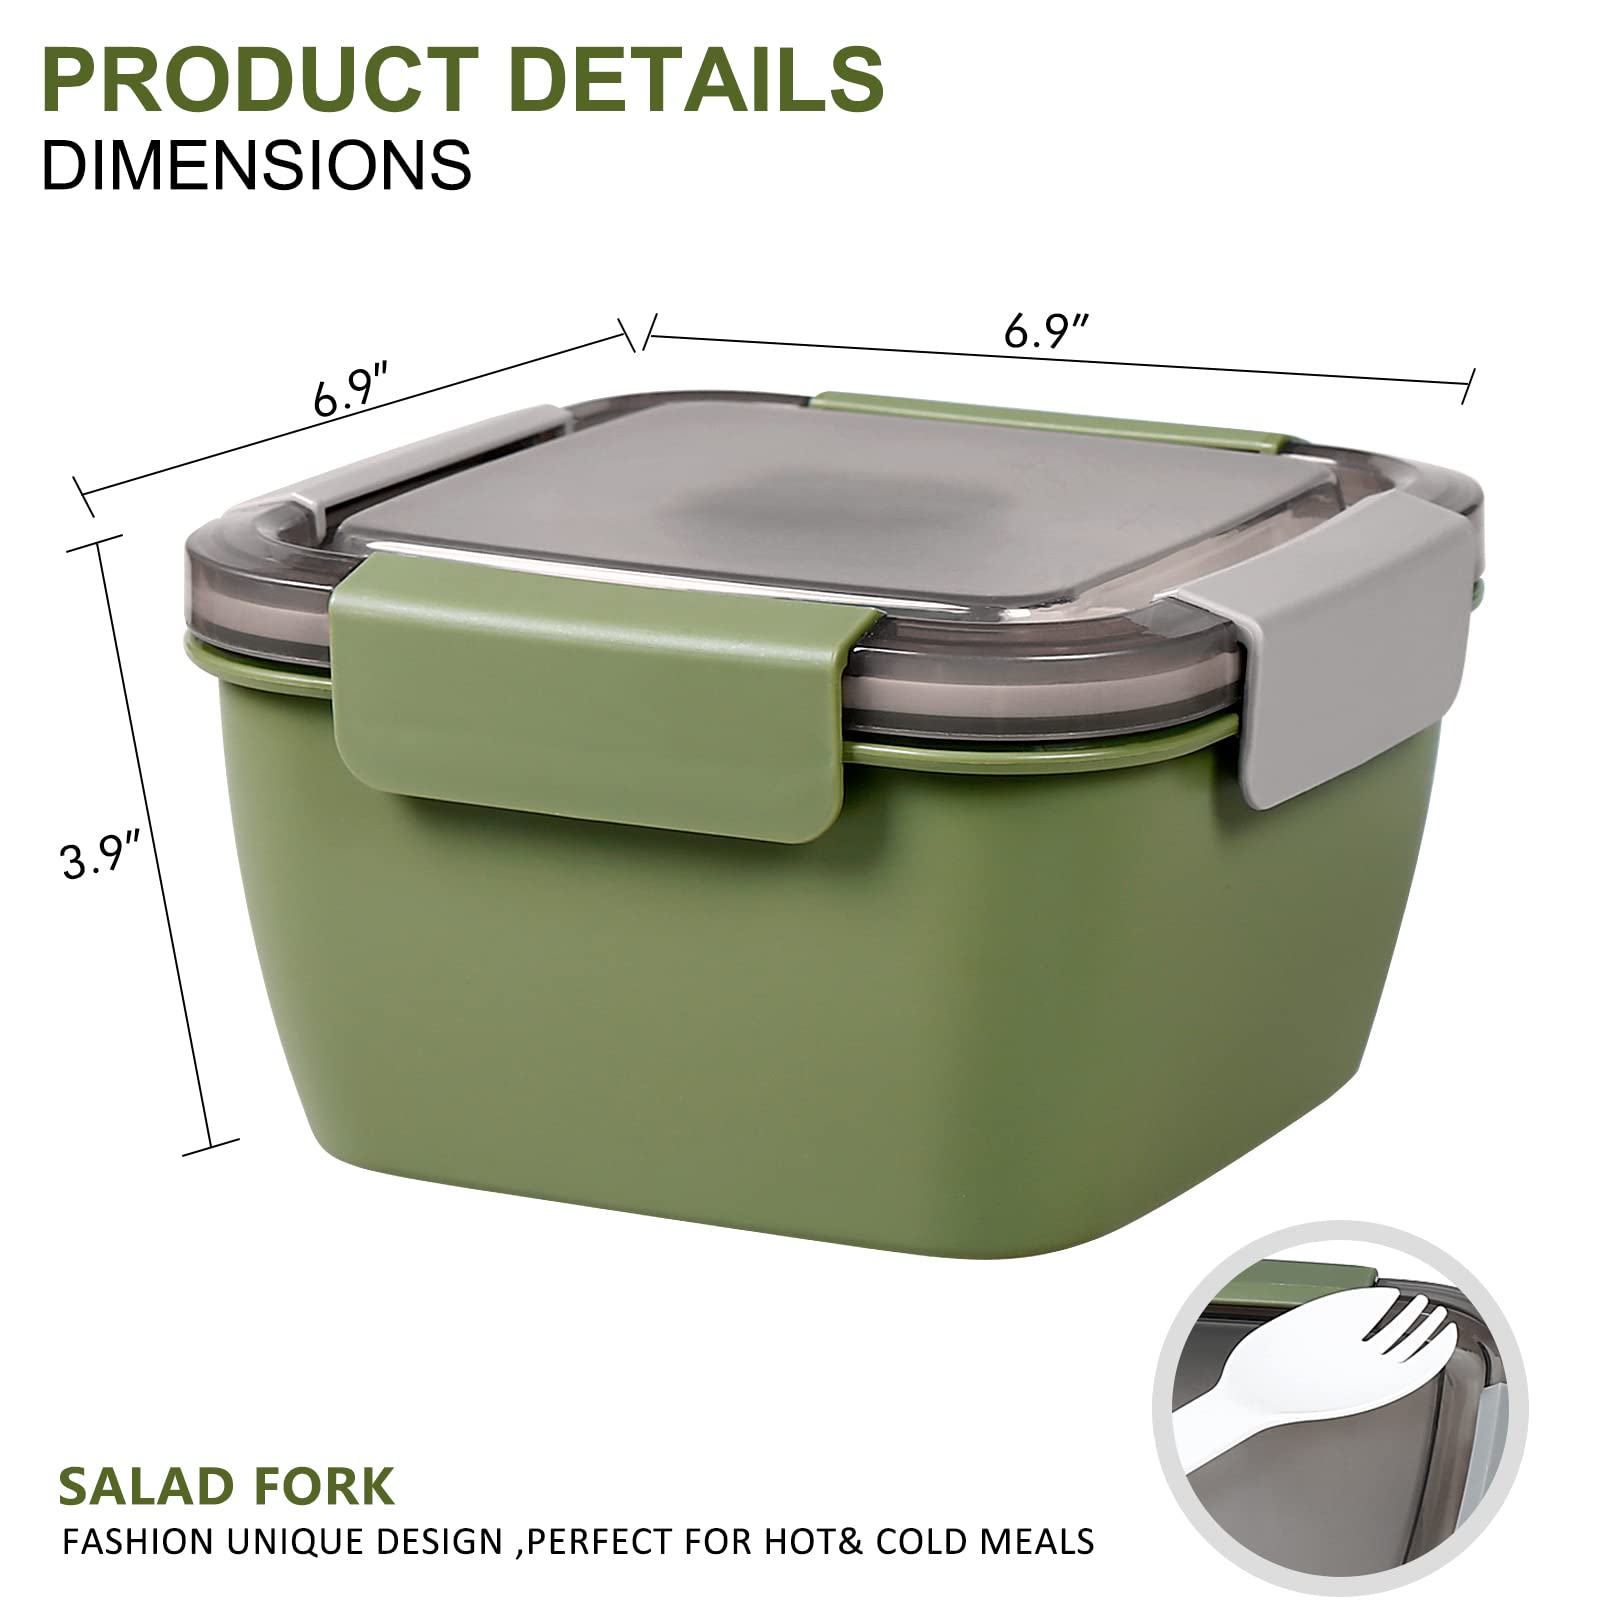 PRODUCT DETAILS
DIMENSIONS
6.9"
6.9"
3.9"
SALAD FORK
FASHION UNIQUE DESIGN ,PERFECT FOR HOT& COLD MEALS